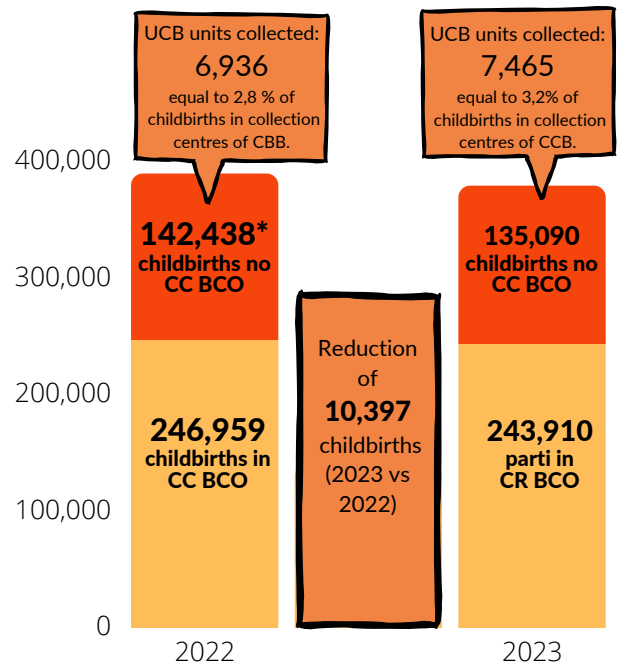 UCB units collected:
6,936
equal to 2,8 % of
childbirths in collection
centres of CBB.
UCB units collected:
7,465
equal to 3,2% of
childbirths in collection
centres of CCB.
400,000
300,000
200,000
100,000
0
142,438*
childbirths no
CC BCO
246,959
childbirths in
CC BCO
Reduction
of
10,397
childbirths
(2023 vs
2022)
135,090
childbirths no
CC BCO
243,910
parti in
CR BCO
2022
2023